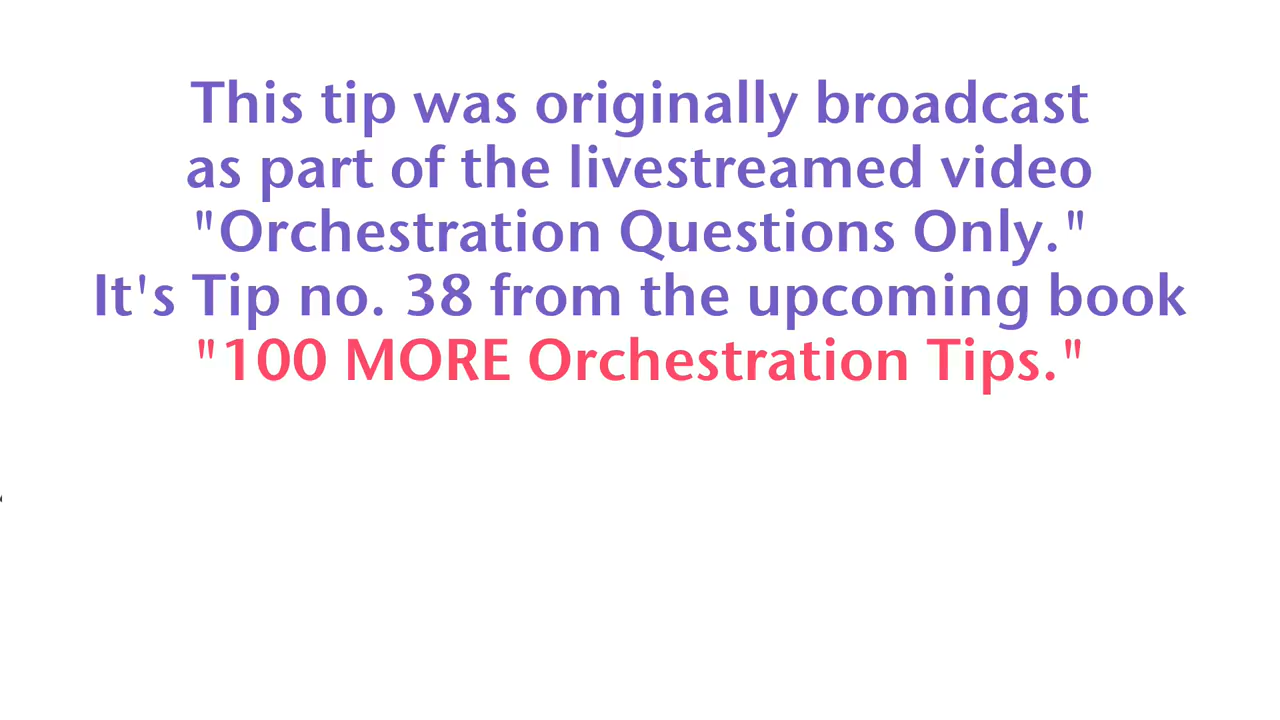 This tip was originally broadcast
as part of the livestreamed video
"Orchestration Questions Only."
It's Tip no. 38 from the upcoming book
"100 MORE Orchestration Tips."